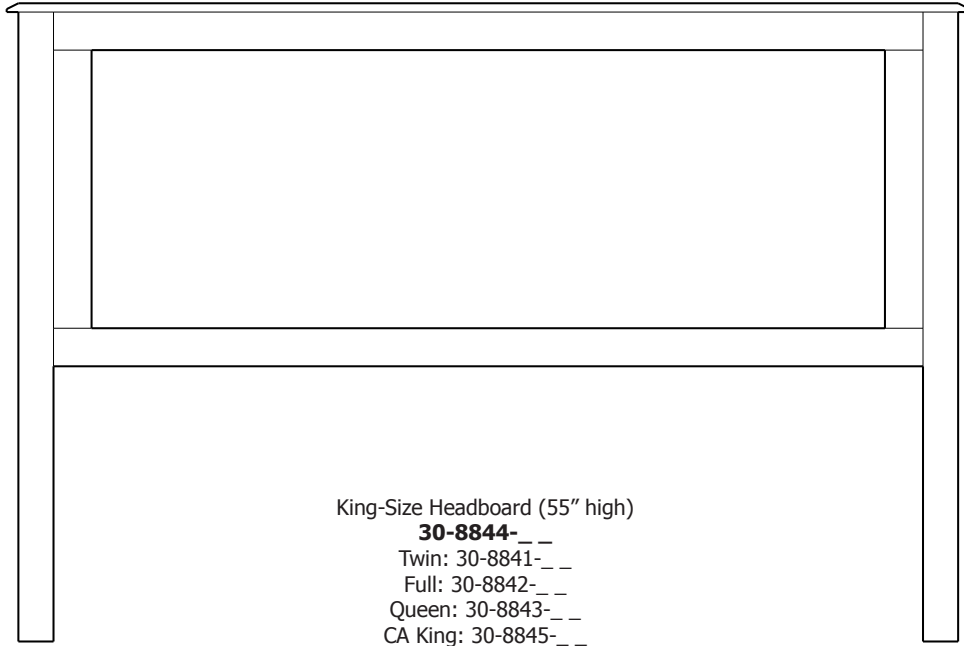 King-Size Headboard (55” high)
30-8844-_ _
Twin: 30-8841-_ _
Full: 30-8842-_ _
Queen: 30-8843-_ _
CA King: 30-8845-_ _